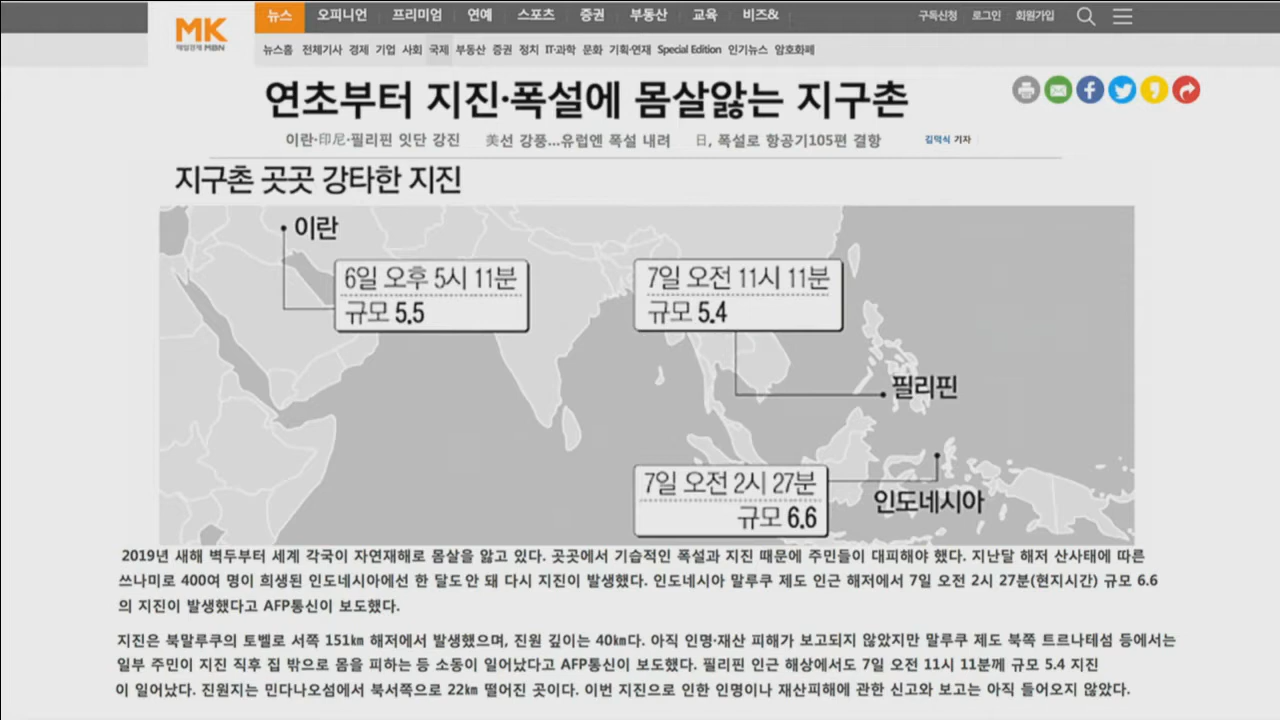 MK
매일경제 MBN
뉴스 오피니언 프리미엄 연예 스포츠 증권 부동산 교육 비즈&
구독신청 로그인 회원가입
뉴스홈 전체기사 경제 기업 사회 국제 부동산 증권 정치 IT·과학 문화 기획·연재 Special Edition 인기뉴스 암호화폐
연초부터 지진·폭설에 몸살앓는 지구촌
이란·印尼·필리핀 잇단 강진 美선 강풍...유럽엔 폭설 내려 日, 폭설로 항공기105편 결항 김덕식 기자
지구촌 곳곳 강타한 지진
이란
6일 오후 5시 11분
규모 5.5
7일 오전 11시 11분
규모 5.4
필리핀
7일 오전 2시 27분
규모 6.6
인도네시아
2019년 새해 벽두부터 세계 각국이 자연재해로 몸살을 앓고 있다. 곳곳에서 기습적인 폭설과 지진 때문에 주민들이 대피해야 했다. 지난달 해저 산사태에 따른
쓰나미로 400여 명이 희생된 인도네시아에선 한 달도 안 돼 다시 지진이 발생했다. 인도네시아 말루쿠 제도 인근 해저에서 7일 오전 2시 27분(현지시간) 규모 6.6
의 지진이 발생했다고 AFP통신이 보도했다.
지진은 북말루쿠의 토벨로 서쪽 151㎞ 해저에서 발생했으며, 진원 깊이는 40㎞다. 아직 인명·재산 피해가 보고되지 않았지만 말루쿠 제도 북쪽 트르나테섬 등에서는
일부 주민이 지진 직후 집 밖으로 몸을 피하는 등 소동이 일어났다고 AFP통신이 보도했다. 필리핀 인근 해상에서도 7일 오전 11시 11분께 규모 5.4 지진
이 일어났다. 진원지는 민다나오섬에서 북서쪽으로 22㎞ 떨어진 곳이다. 이번 지진으로 인한 인명이나 재산피해에 관한 신고와 보고는 아직 들어오지 않았다.